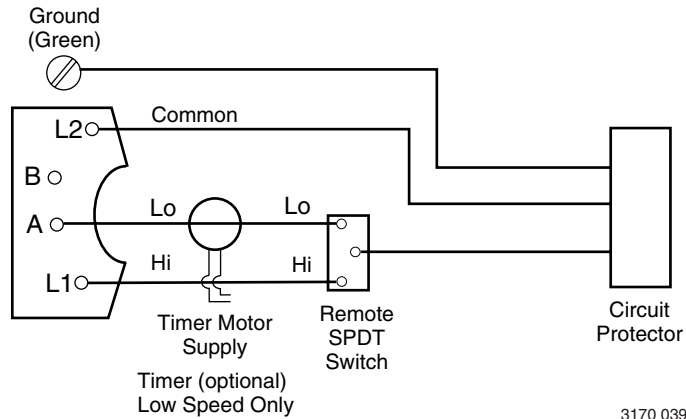 Ground
(Green)
L2
Common
B
A
Lo
Lo
L1
Hi
Hi
Timer Motor
Supply
Timer (optional)
Low Speed Only
Remote
SPDT
Switch
Circuit
Protector
3170 039